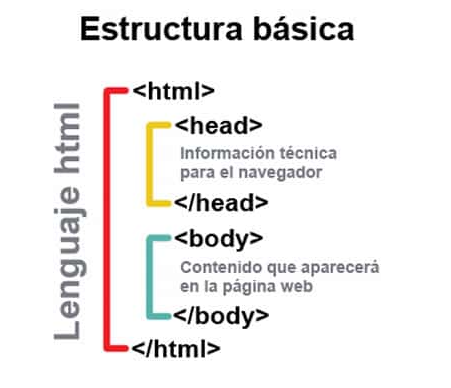 Estructura básica
Lenguaje html
<html>
<head>
Información técnica
para el navegador
</head>
<body>
Contenido que aparecerá
en la página web
</body>
</html>